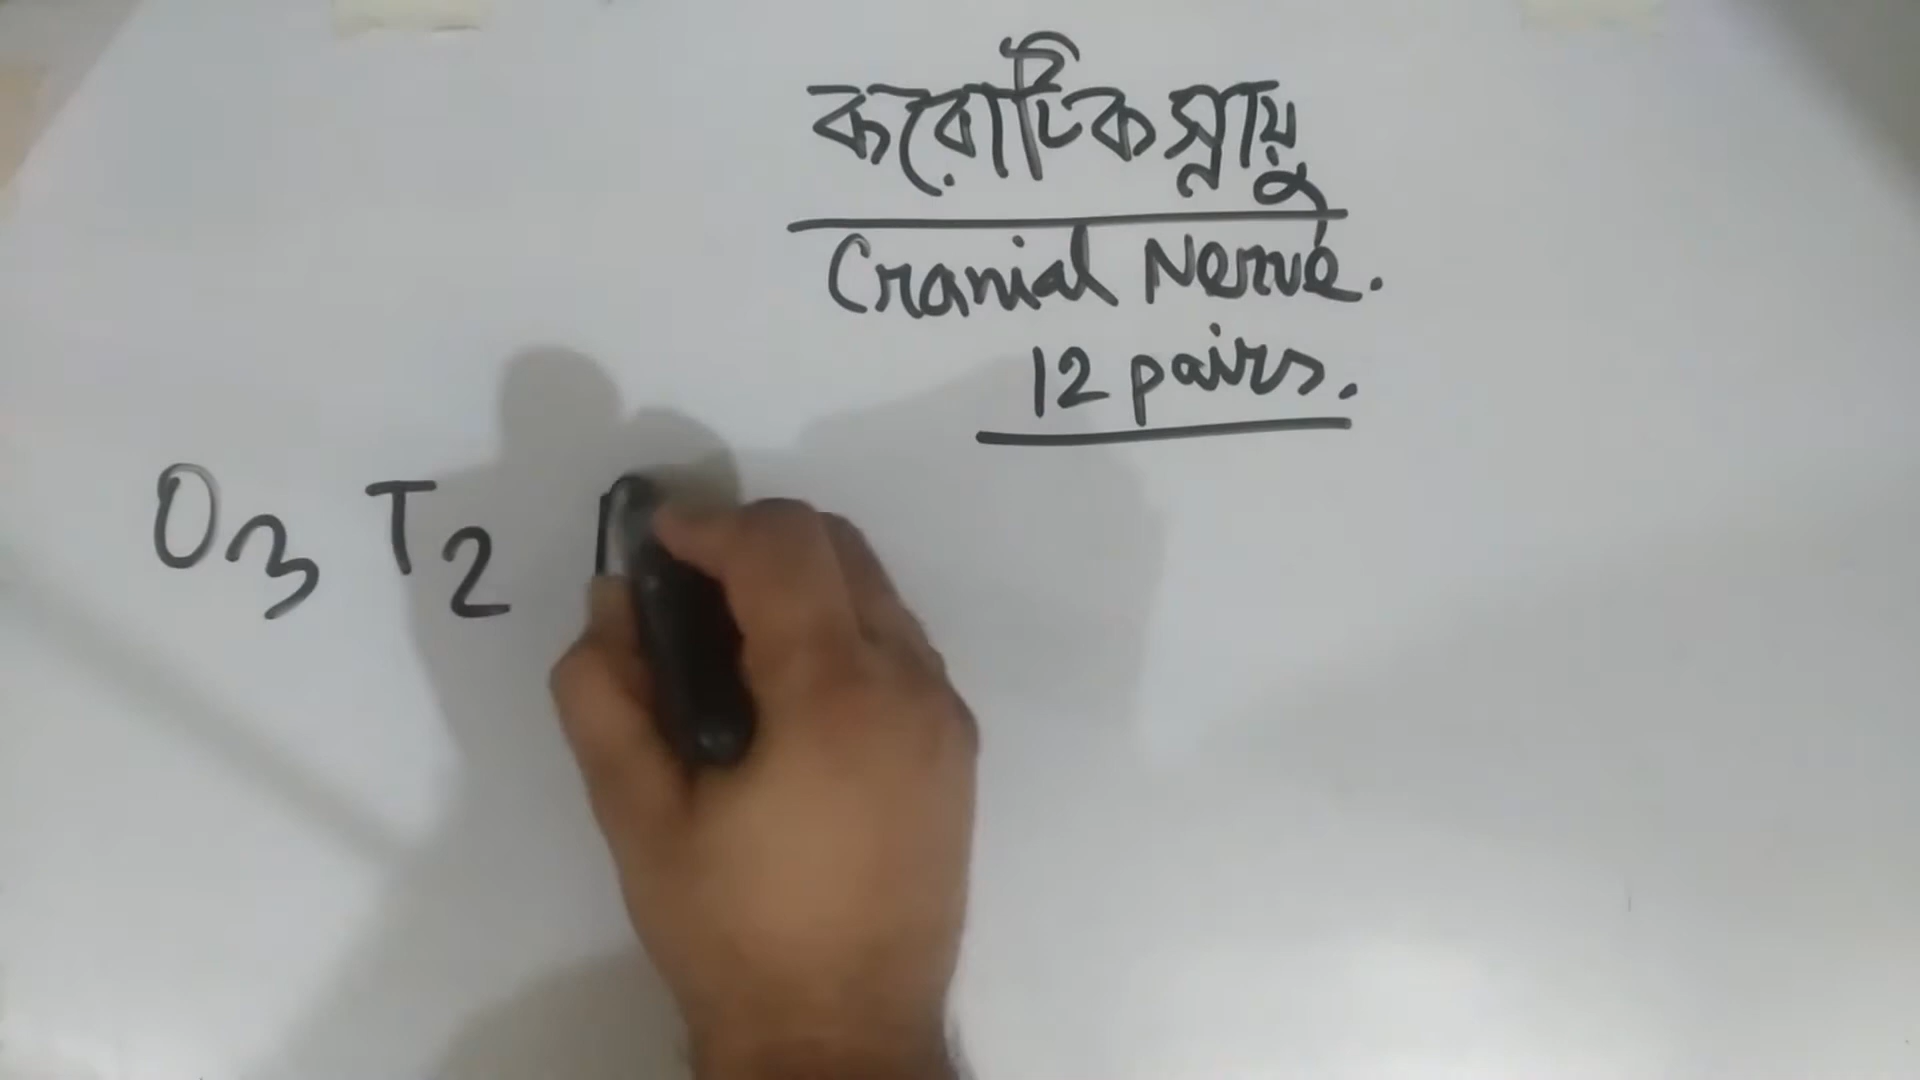 করোটিক স্নায়ু
Cranial Nerve.
12 pairs.
O3 T2